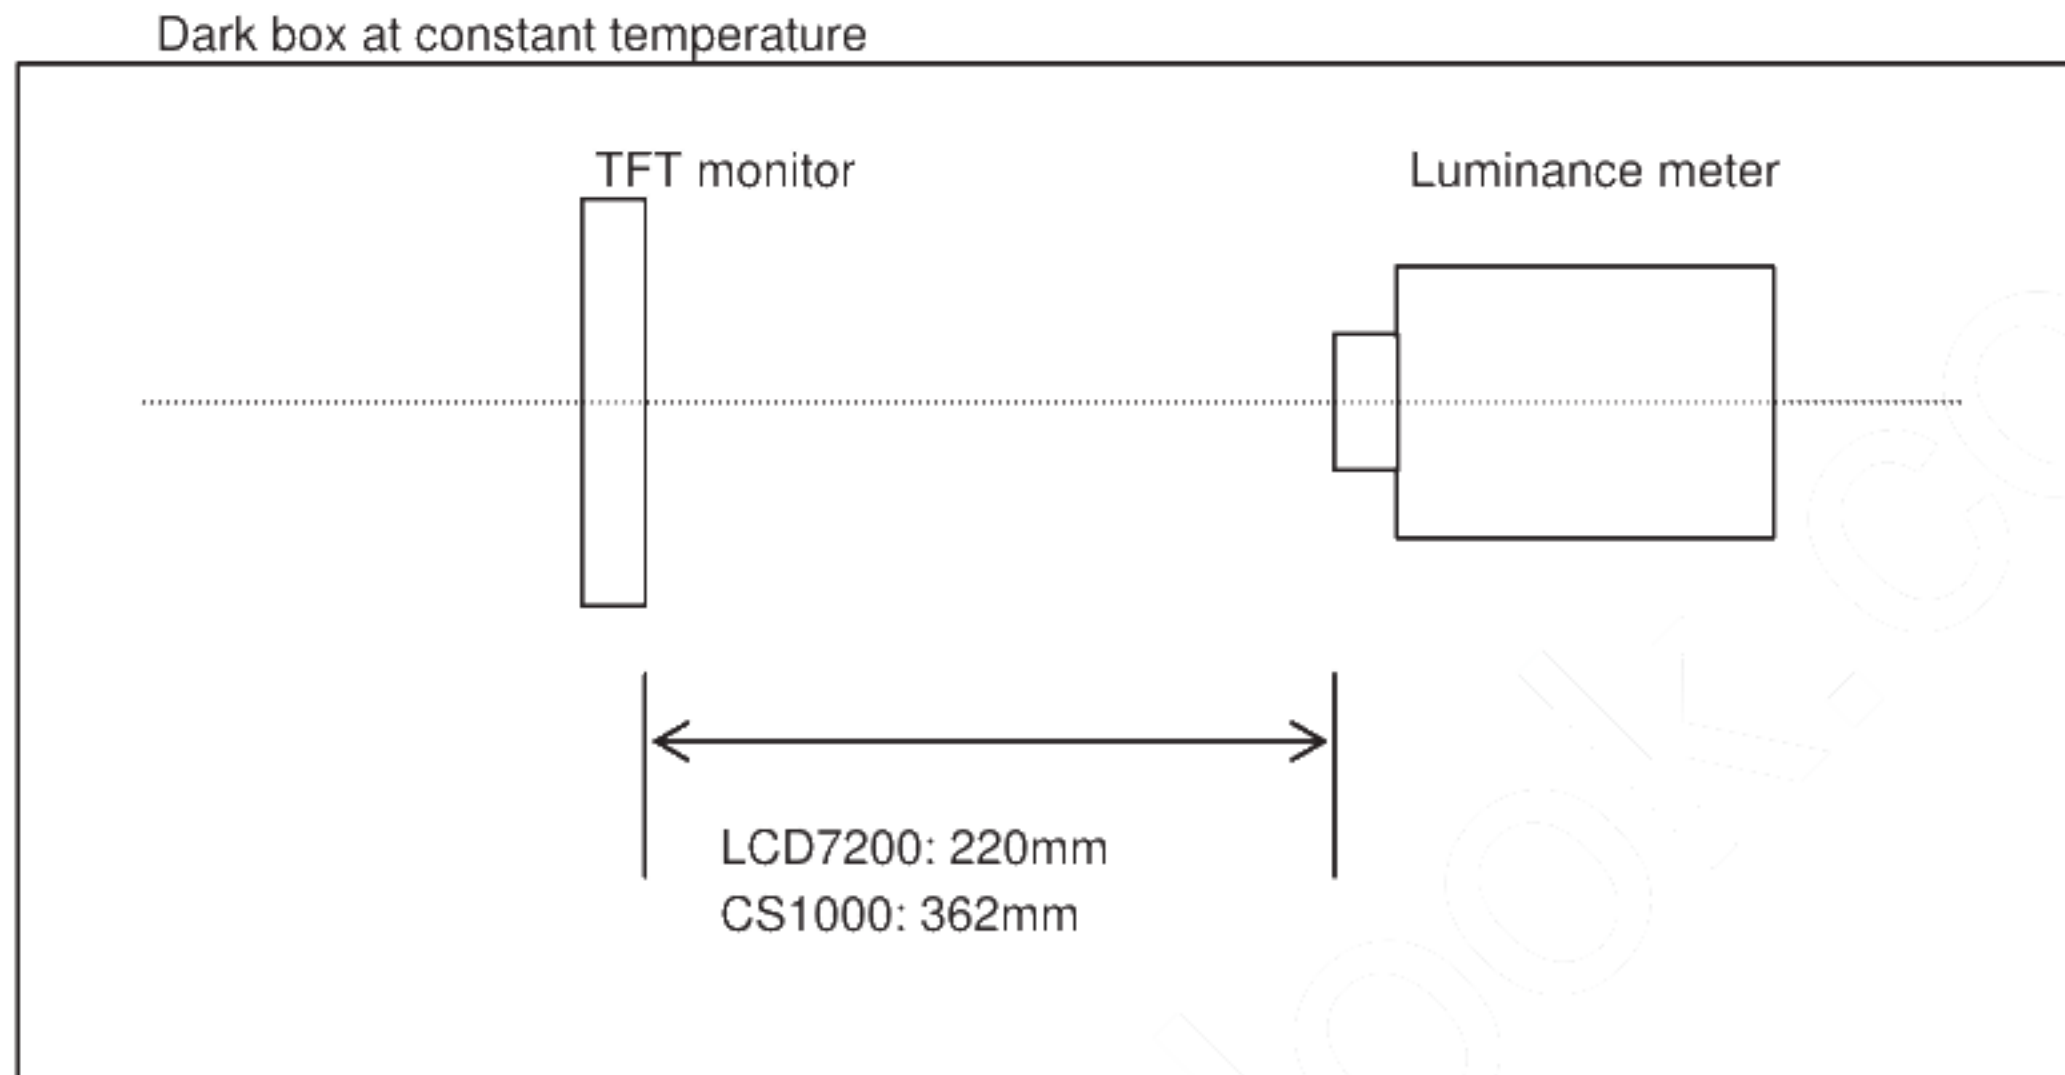 Dark box at constant temperature
TFT monitor
Luminance meter
LCD7200: 220mm
CS1000: 362mm